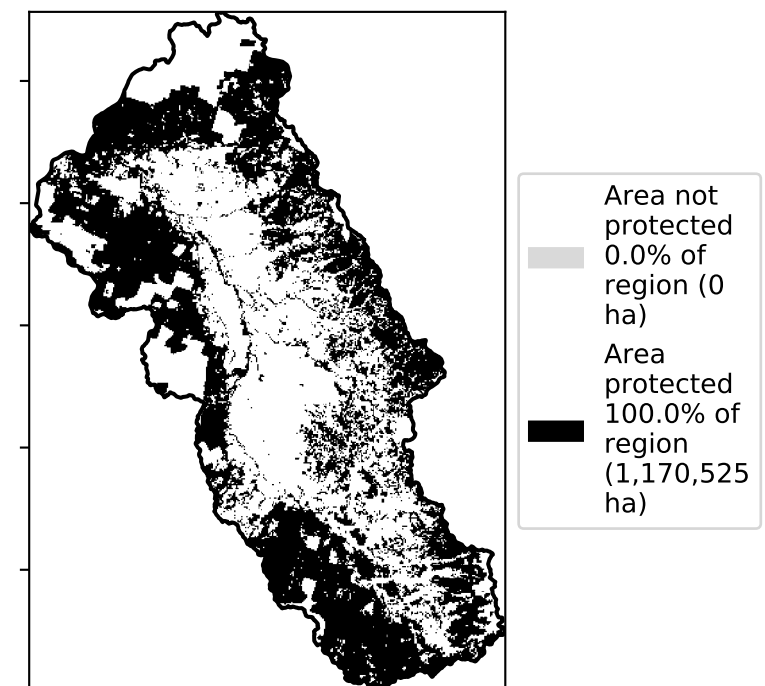 Area not
protected
0.0% of
region (0
ha)
Area
protected
100.0% of
region
(1,170,525
ha)